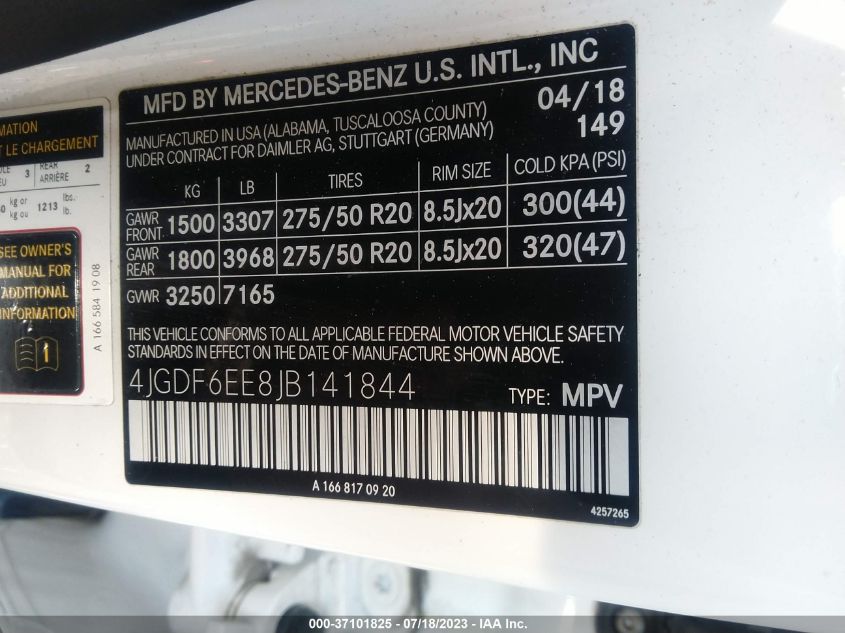 MFD BY MERCEDES-BENZ U.S. INTL., INC
04/18
MANUFACTURED IN USA (ALABAMA, TUSCALOOSA COUNTY)
UNDER CONTRACT FOR DAIMLER AG, STUTTGART (GERMANY)
149
KG LB TIRES RIM SIZE COLD KPA (PSI)
GAWR FRONT 1500 3307 275/50 R20 8.5Jx20 300(44)
GAWR REAR 1800 3968 275/50 R20 8.5Jx20 320(47)
GVWR 3250 7165
THIS VEHICLE CONFORMS TO ALL APPLICABLE FEDERAL MOTOR VEHICLE SAFETY
STANDARDS IN EFFECT ON THE DATE OF MANUFACTURE SHOWN ABOVE.
4JGDF6EE8JB141844 TYPE: MPV
A 166 817 09 20
4257265
LE CHARGEMENT
3 REAR 2
ARRIÈRE
kg or 1213 lbs.
kg ou lb.
SEE OWNER'S
MANUAL FOR
ADDITIONAL
INFORMATION
A 166 584 19 08
000-37101825 - 07/18/2023 - IAA Inc.